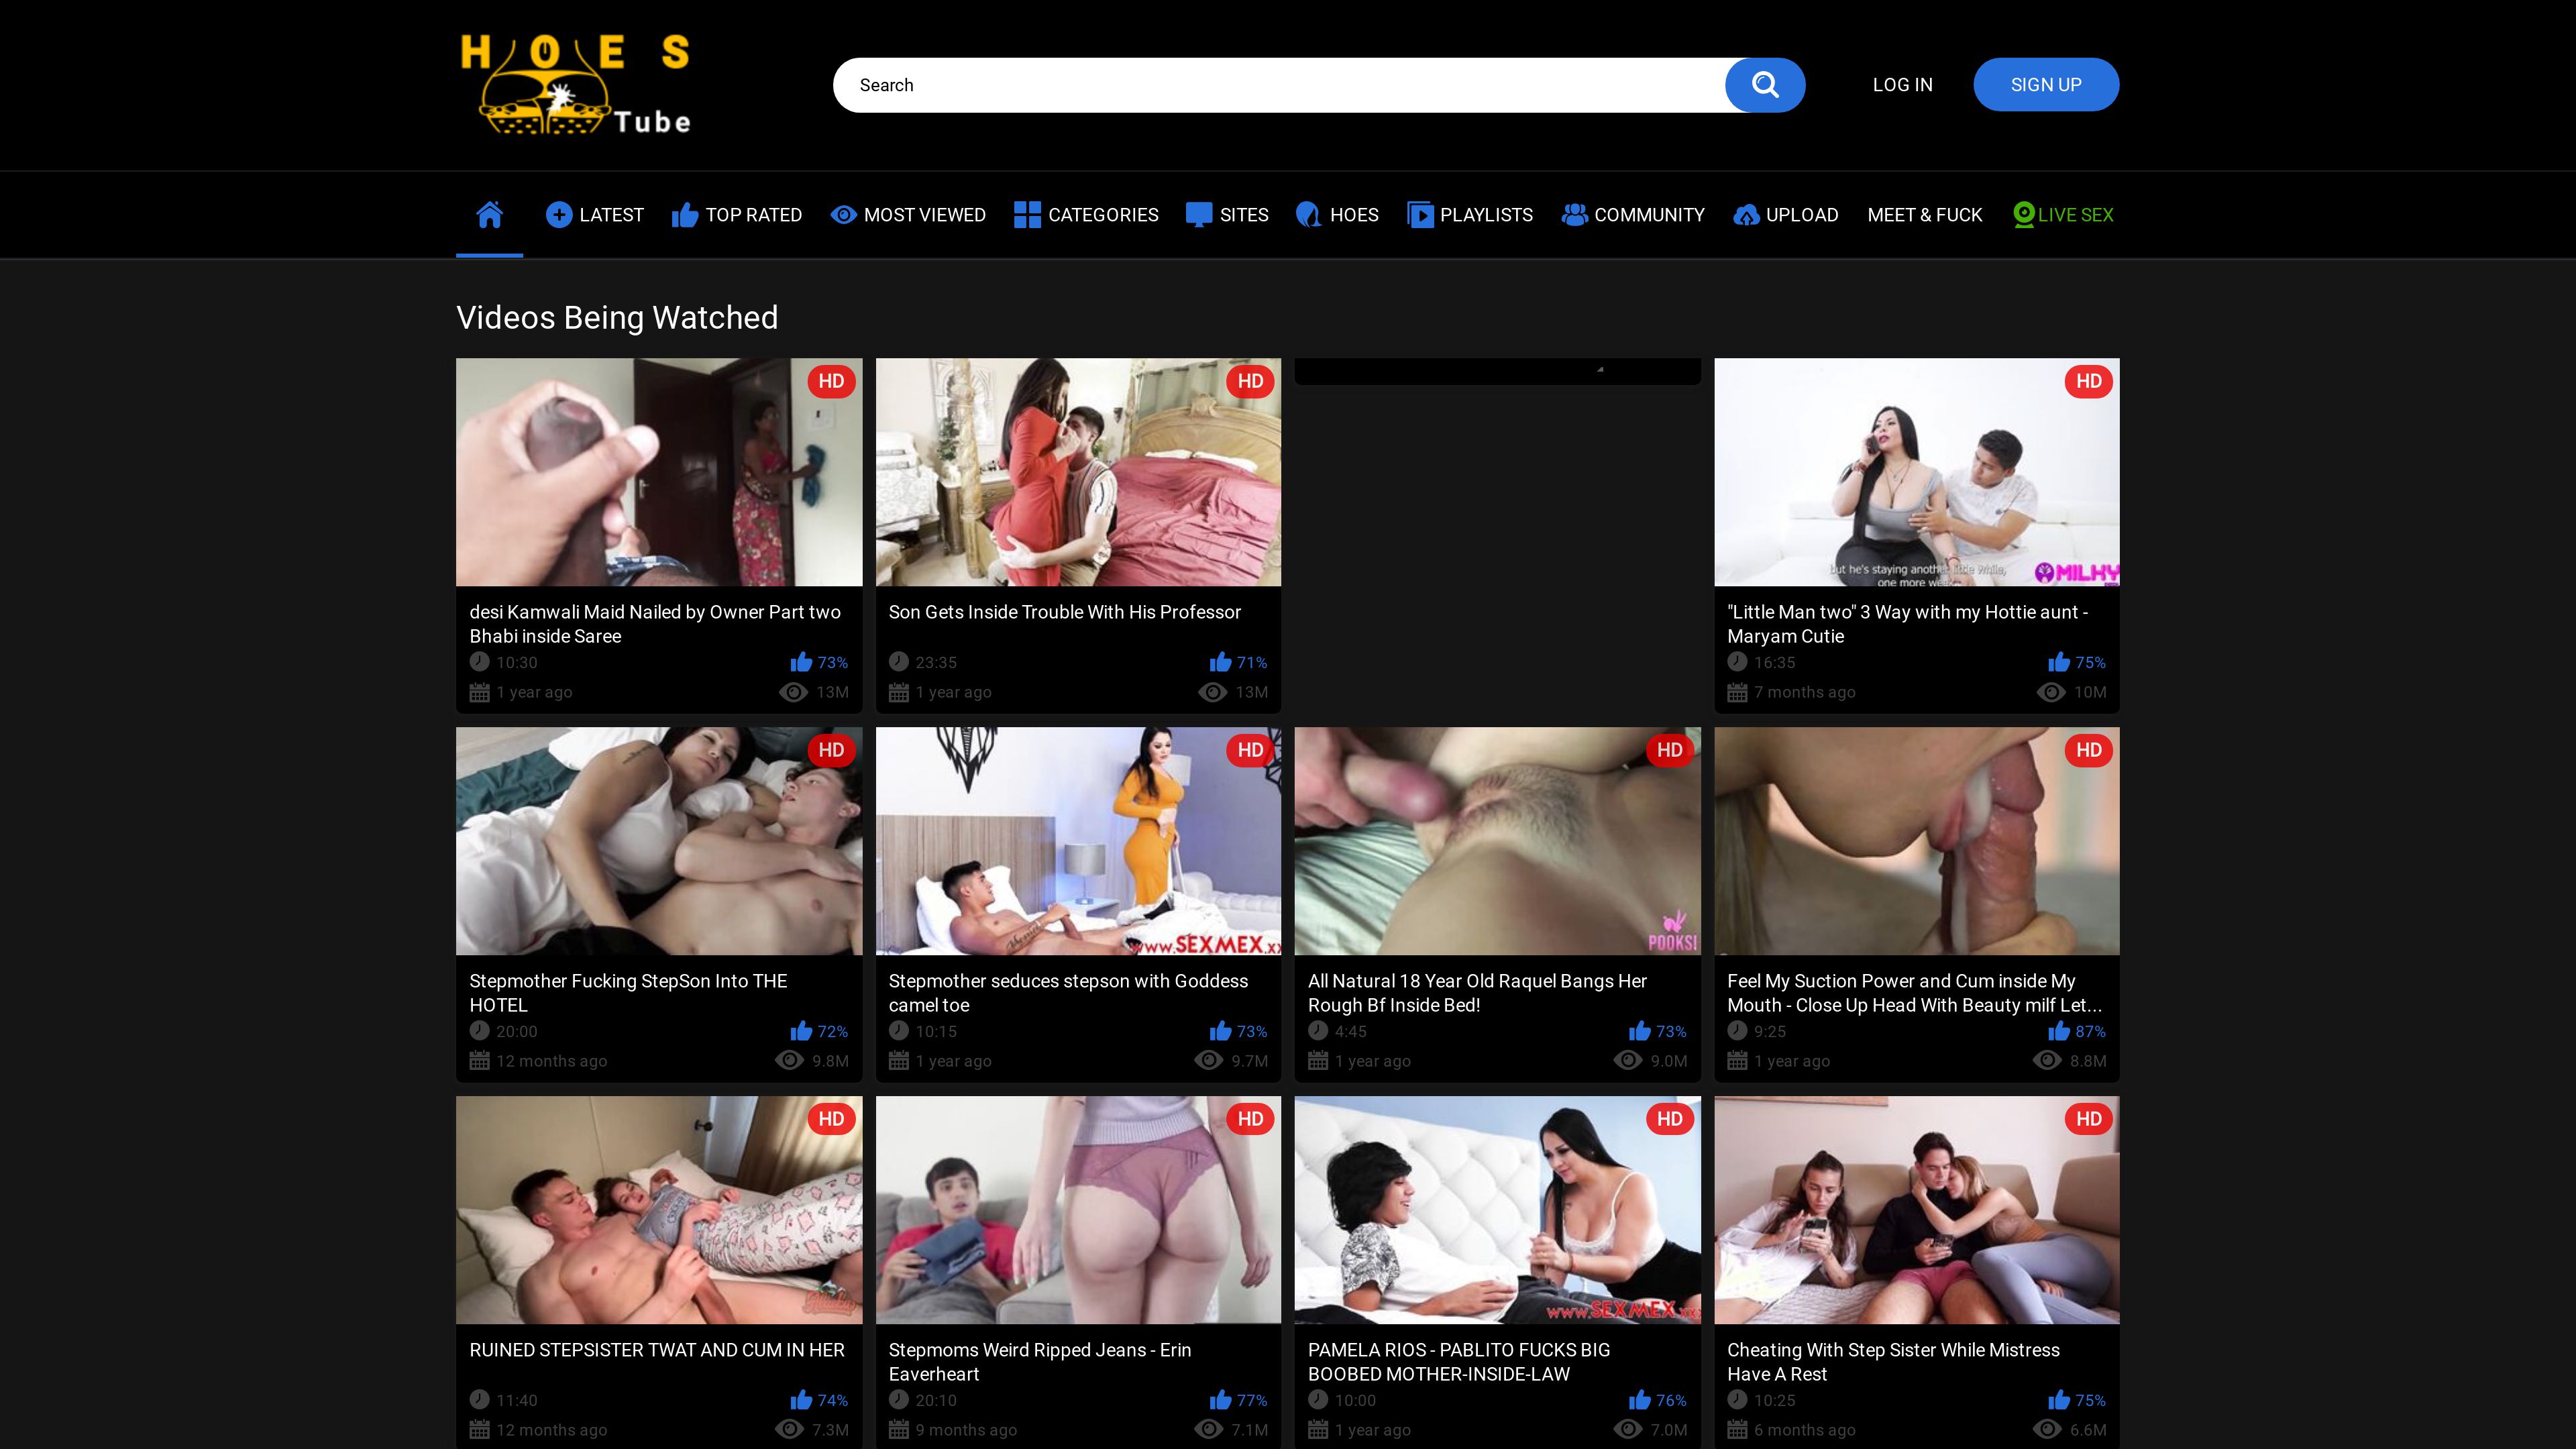 HOES
Tube
Search
LOG IN
SIGN UP
LATEST
TOP RATED
MOST VIEWED
CATEGORIES
SITES
HOES
PLAYLISTS
COMMUNITY
UPLOAD
MEET & FUCK
LIVE SEX
Videos Being Watched
HD
HD
HD
but he's staying another little while,
one more week...
MILKY
desi Kamwali Maid Nailed by Owner Part two
Bhabi inside Saree
10:30
73%
1 year ago
13M
Son Gets Inside Trouble With His Professor
23:35
71%
1 year ago
13M
"Little Man two" 3 Way with my Hottie aunt -
Maryam Cutie
16:35
75%
7 months ago
10M
HD
HD
www.SEXMEX.xx
HD
POOKSI
HD
Stepmother Fucking StepSon Into THE
HOTEL
20:00
72%
12 months ago
9.8M
Stepmother seduces stepson with Goddess
camel toe
10:15
73%
1 year ago
9.7M
All Natural 18 Year Old Raquel Bangs Her
Rough Bf Inside Bed!
4:45
73%
1 year ago
9.0M
Feel My Suction Power and Cum inside My
Mouth - Close Up Head With Beauty milf Let...
9:25
87%
1 year ago
8.8M
HD
HD
HD
www.SEXMEX.xxx
HD
RUINED STEPSISTER TWAT AND CUM IN HER
11:40
74%
12 months ago
7.3M
Stepmoms Weird Ripped Jeans - Erin
Eaverheart
20:10
77%
9 months ago
7.1M
PAMELA RIOS - PABLITO FUCKS BIG
BOOBED MOTHER-INSIDE-LAW
10:00
76%
1 year ago
7.0M
Cheating With Step Sister While Mistress
Have A Rest
10:25
75%
6 months ago
6.6M